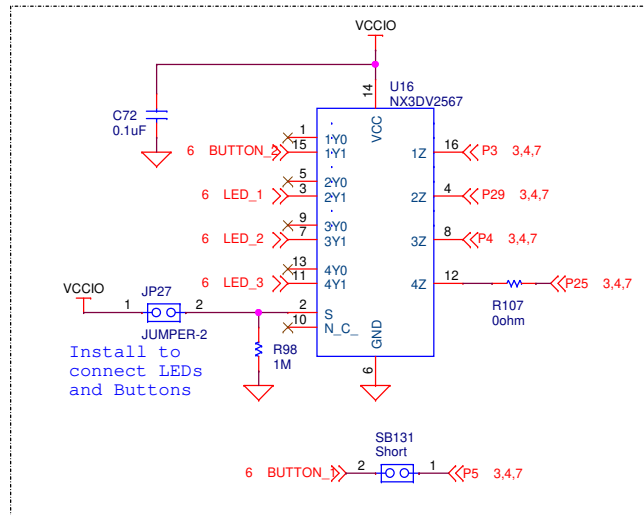 VCCIO
U16
NX3DV2567
14
VCC
C72
0.1uF
1 1Y0
6 BUTTON_2 15 1Y1
1Z 16 P3 3,4,7
5 2Y0
6 LED_1 3 2Y1
2Z 4 P29 3,4,7
9 3Y0
6 LED_2 7 3Y1
3Z 8 P4 3,4,7
13 4Y0
6 LED_3 11 4Y1
4Z 12 P25 3,4,7
R107
0ohm
VCCIO 1 JP27 2
JUMPER-2
2 S
10 N_C_
GND
6
R98
1M
Install to
connect LEDs
and Buttons
SB131
Short
6 BUTTON_1 2 1 P5 3,4,7